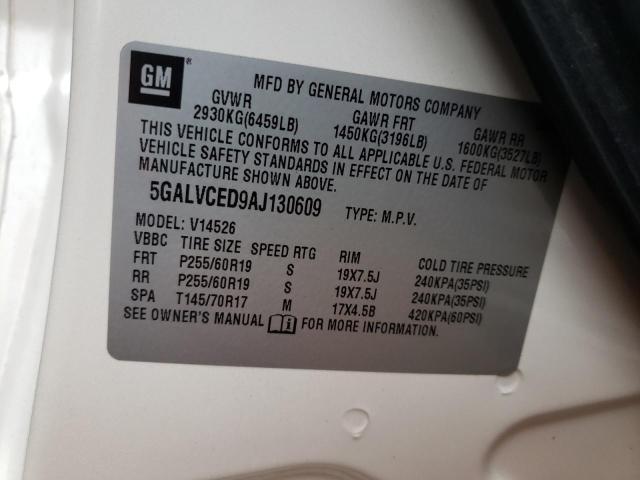 GM ®
MFD BY GENERAL MOTORS COMPANY
GVWR GAWR FRT GAWR RR
2930KG(6459LB) 1450KG(3196LB) 1600KG(3527LB)
THIS VEHICLE CONFORMS TO ALL APPLICABLE U.S. FEDERAL MOTOR
VEHICLE SAFETY STANDARDS IN EFFECT ON THE DATE OF
MANUFACTURE SHOWN ABOVE.
5GALVCED9AJ130609 TYPE: M.P.V.
MODEL: V14526
VBBC TIRE SIZE SPEED RTG RIM COLD TIRE PRESSURE
FRT P255/60R19 S 19X7.5J 240KPA(35PSI)
RR P255/60R19 S 19X7.5J 240KPA(35PSI)
SPA T145/70R17 M 17X4.5B 420KPA(60PSI)
SEE OWNER'S MANUAL i FOR MORE INFORMATION.